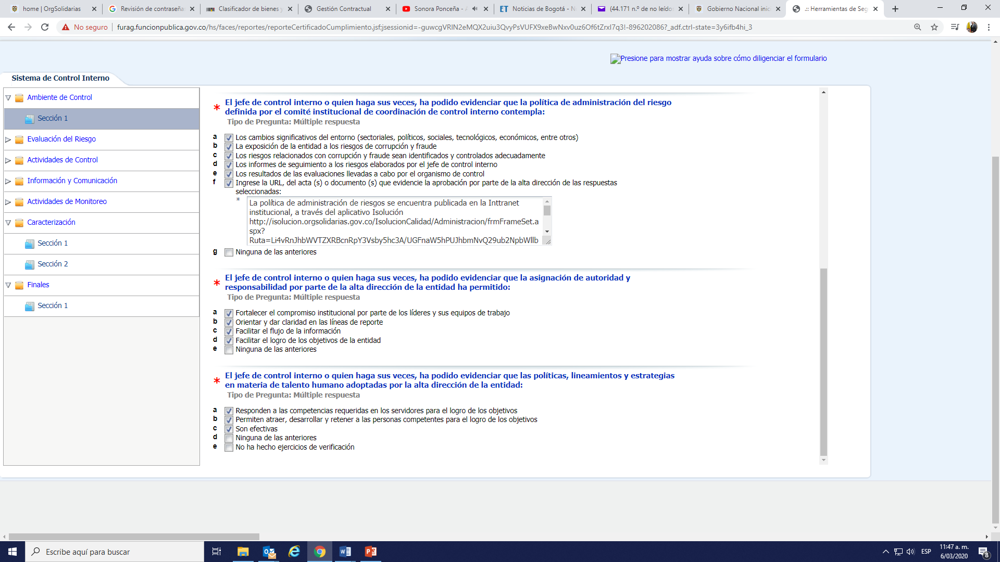 home | OrgSolidarias
Revisión de contraseña
Clasificador de bienes y
Gestión Contractual
Sonora Ponceña - 
Noticias de Bogotá - N
(44.171 n.º de no leído
Gobierno Nacional inic
.:: Herramientas de Seg
No seguro
furag.funcionpublica.gov.co/hs/faces/reportes/reporteCertificadoCumplimiento.jsf;jsessionid=-guwcgVRlN2eMQX2uiu3QvyPsVUFX9xeBwNxv0uz6Of6tZrxI7q3!-896202086?_adf.ctrl-state=3y6ifb4hi_3
Presione para mostrar ayuda sobre cómo diligenciar el formulario
Sistema de Control Interno
Ambiente de Control
Sección 1
Evaluación del Riesgo
Actividades de Control
Información y Comunicación
Actividades de Monitoreo
Caracterización
Sección 1
Sección 2
Finales
Sección 1
* El jefe de control interno o quien haga sus veces, ha podido evidenciar que la política de administración del riesgo
definida por el comité institucional de coordinación de control interno contempla:
Tipo de Pregunta: Múltiple respuesta
a Los cambios significativos del entorno (sectoriales, políticos, sociales, tecnológicos, económicos, entre otros)
b La exposición de la entidad a los riesgos de corrupción y fraude
c Los riesgos relacionados con corrupción y fraude sean identificados y controlados adecuadamente
d Los informes de seguimiento a los riesgos elaborados por el jefe de control interno
e Los resultados de las evaluaciones llevadas a cabo por el organismo de control
f Ingrese la URL, del acta (s) o documento (s) que evidencie la aprobación por parte de la alta dirección de las respuestas
seleccionadas:
* La política de administración de riesgos se encuentra publicada en la Inttranet
institucional, a través del aplicativo Isolución
http://isolucion.orgsolidarias.gov.co/IsolucionCalidad/Administracion/frmFrameSet.a
spx?
Ruta=Li4vRnJhbWVTZXRBcnRpY3Vsby5hc3A/UGFnaW5hPUJhbmNvQ29ub2NpbWllb
g Ninguna de las anteriores
* El jefe de control interno o quien haga sus veces, ha podido evidenciar que la asignación de autoridad y
responsabilidad por parte de la alta dirección de la entidad ha permitido:
Tipo de Pregunta: Múltiple respuesta
a Fortalecer el compromiso institucional por parte de los líderes y sus equipos de trabajo
b Orientar y dar claridad en las líneas de reporte
c Facilitar el flujo de la información
d Facilitar el logro de los objetivos de la entidad
e Ninguna de las anteriores
* El jefe de control interno o quien haga sus veces, ha podido evidenciar que las políticas, lineamientos y estrategias
en materia de talento humano adoptadas por la alta dirección de la entidad:
Tipo de Pregunta: Múltiple respuesta
a Responden a las competencias requeridas en los servidores para el logro de los objetivos
b Permiten atraer, desarrollar y retener a las personas competentes para el logro de los objetivos
c Son efectivas
d Ninguna de las anteriores
e No ha hecho ejercicios de verificación
Escribe aquí para buscar
ESP
11:47 a. m.
6/03/2020
8